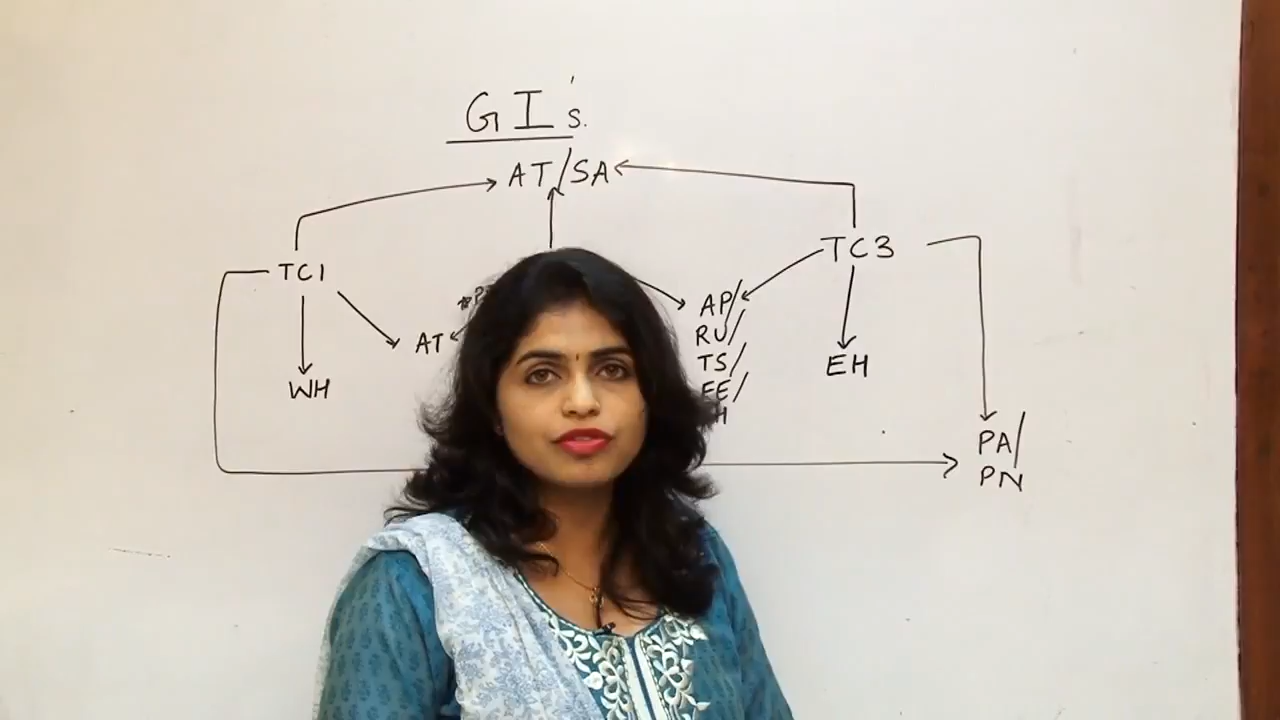 GI's.
AT/SA
TC1
TC3
AT
WH
AP/
RU/
TS/
EH
PA/
PN